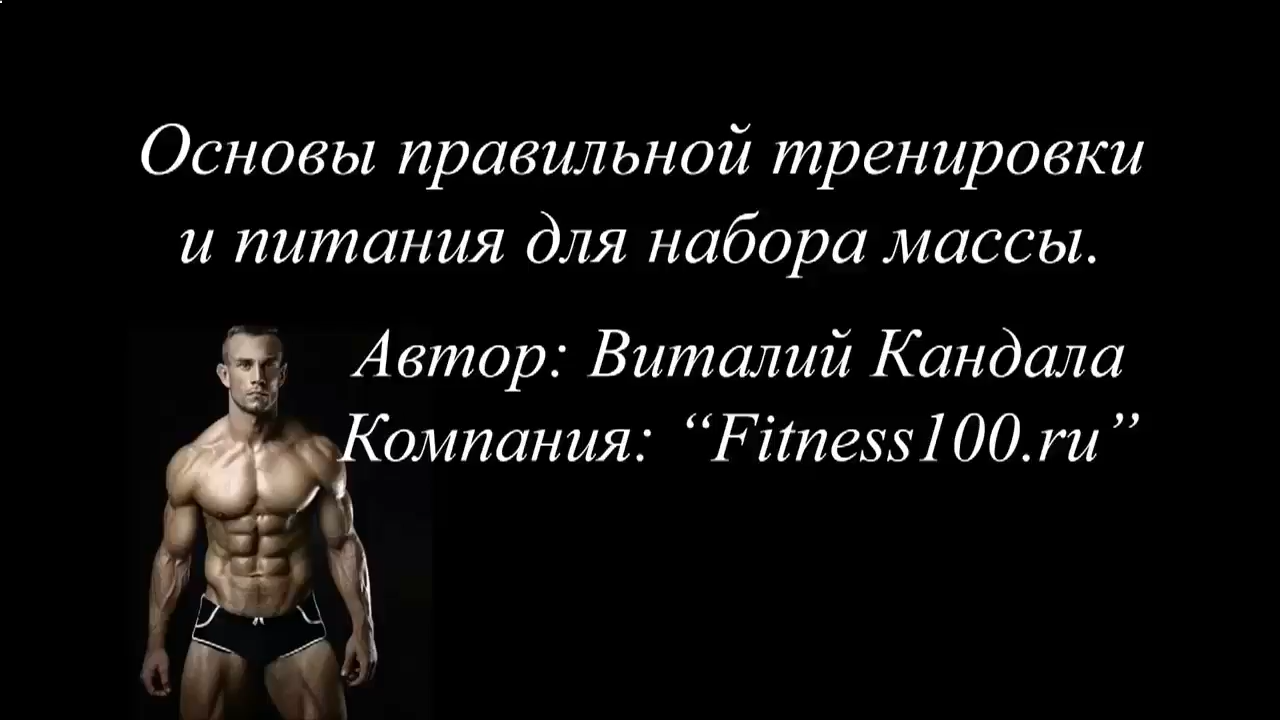 Основы правильной тренировки
и питания для набора массы.
Автор: Виталий Кандала
Компания: “Fitness100.ru”